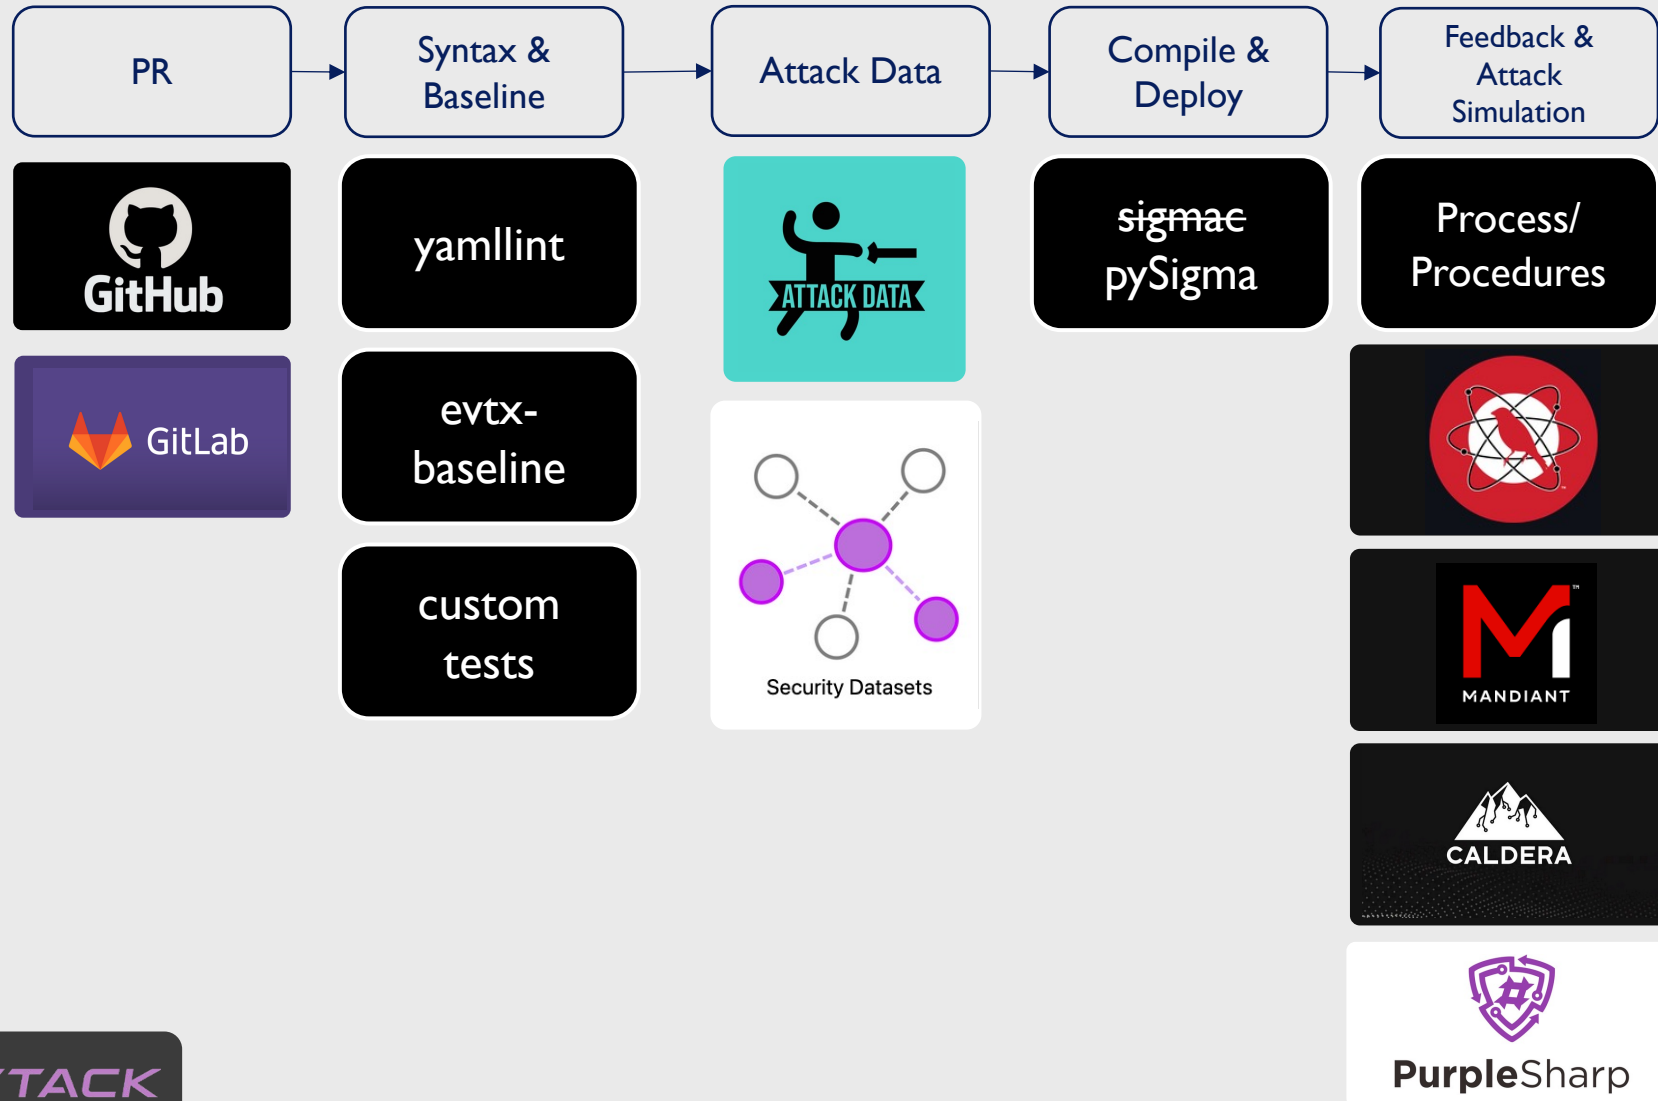 PR
Syntax &
Baseline
Attack Data
Compile &
Deploy
Feedback &
Attack
Simulation
GitHub
GitLab
yamllint
evtx-
baseline
custom
tests
ATTACK DATA
Security Datasets
sigmac
pySigma
Process/
Procedures
MANDIANT
CALDERA
PurpleSharp
TACK